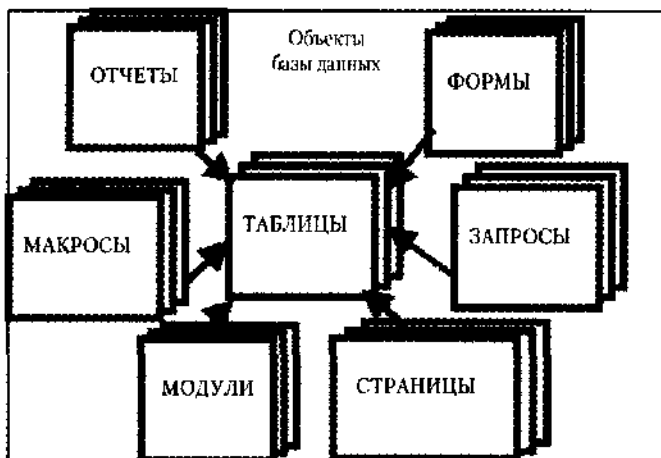 Объекты
базы данных
ОТЧЕТЫ
ФОРМЫ
ТАБЛИЦЫ
МАКРОСЫ
ЗАПРОСЫ
МОДУЛИ
СТРАНИЦЫ